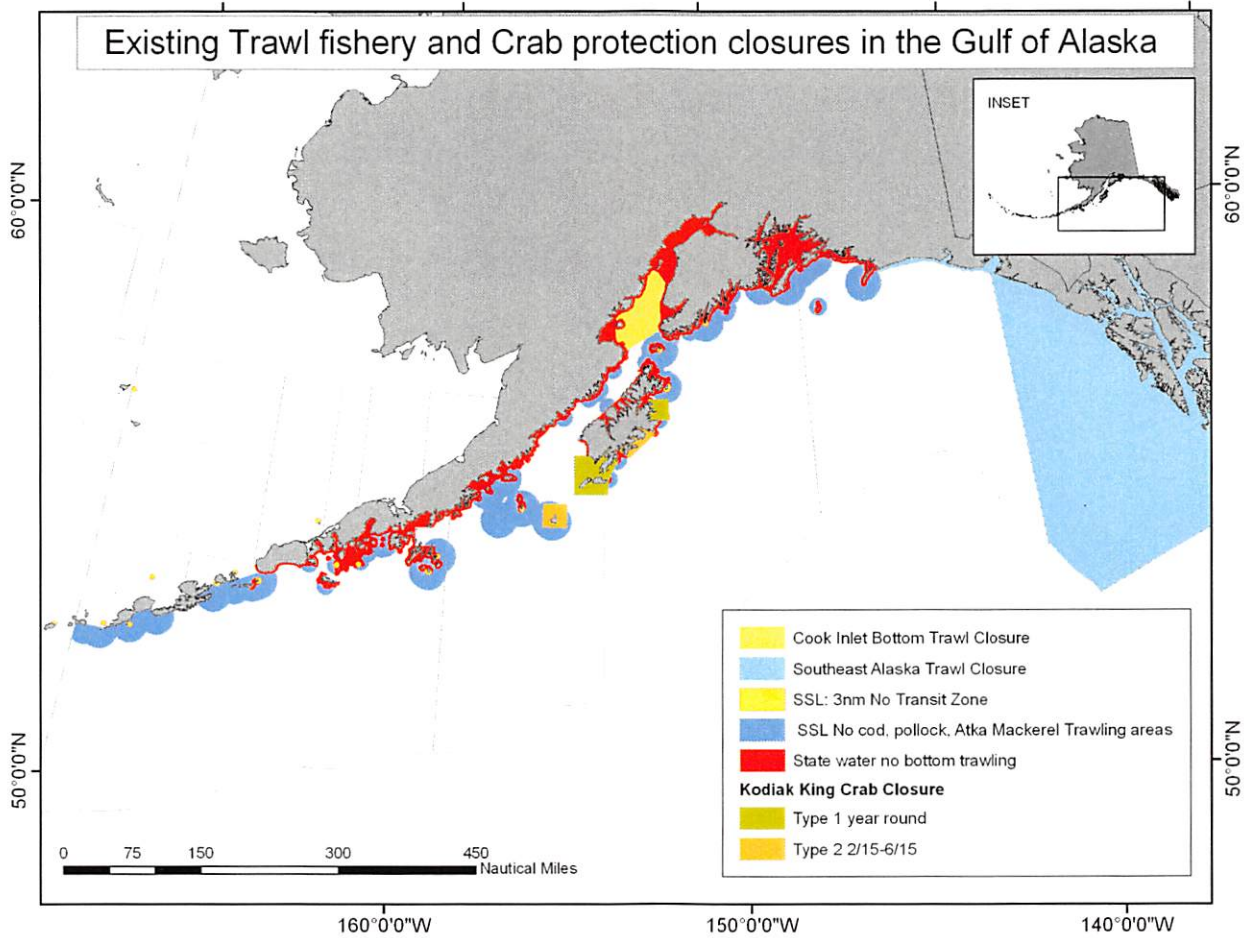 Existing Trawl fishery and Crab protection closures in the Gulf of Alaska
INSET
60°0'0"N
60°0'0"N
50°0'0"N
50°0'0"N
Cook Inlet Bottom Trawl Closure
Southeast Alaska Trawl Closure
SSL: 3nm No Transit Zone
SSL No cod, pollock, Atka Mackerel Trawling areas
State water no bottom trawling
Kodiak King Crab Closure
Type 1 year round
Type 2 2/15-6/15
0 75 150 300 450
Nautical Miles
160°0'0"W 150°0'0"W 140°0'0"W